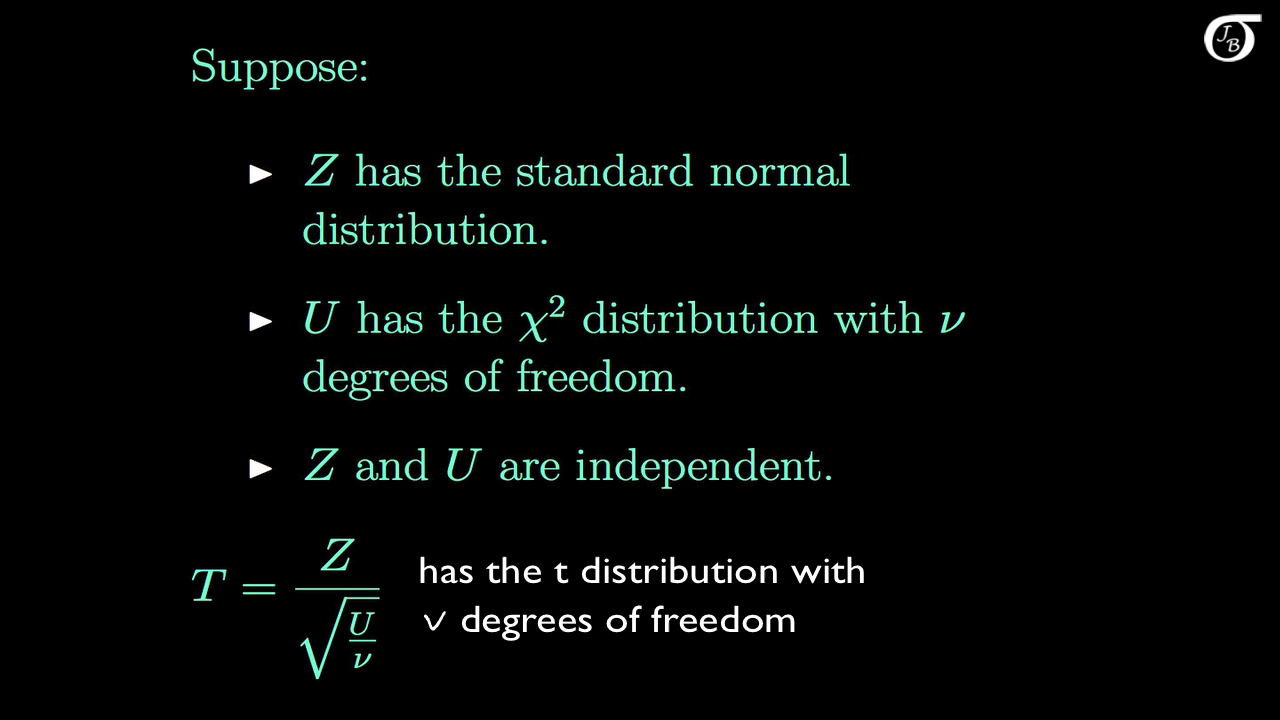 Suppose:
► Z has the standard normal
distribution.
► U has the χ² distribution with ν
degrees of freedom.
► Z and U are independent.
T = Z / √(U/ν) has the t distribution with
ν degrees of freedom
JB